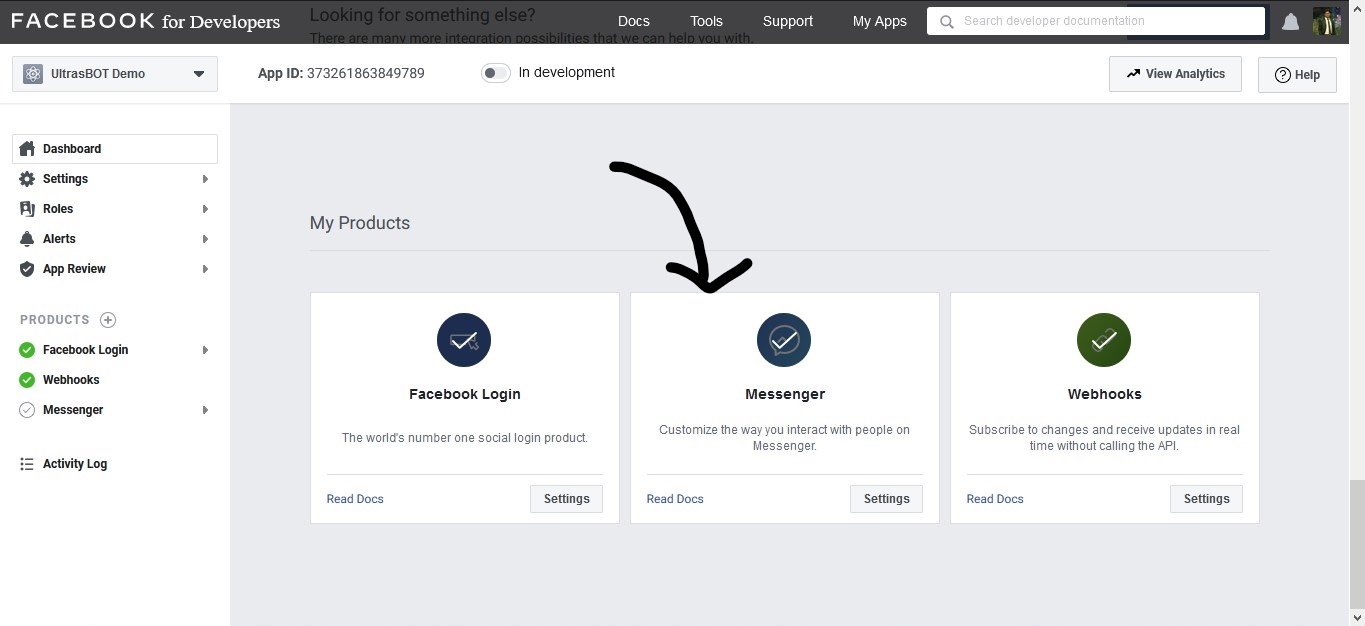 FACEBOOK for Developers
Looking for something else?
There are many more integration possibilities that we can help you with.
Docs
Tools
Support
My Apps
Search developer documentation
UltrasBOT Demo
App ID: 373261863849789
In development
View Analytics
Help
Dashboard
Settings
Roles
Alerts
App Review
PRODUCTS
Facebook Login
Webhooks
Messenger
Activity Log
My Products
Facebook Login
The world's number one social login product.
Read Docs
Settings
Messenger
Customize the way you interact with people on
Messenger.
Read Docs
Settings
Webhooks
Subscribe to changes and receive updates in real
time without calling the API.
Read Docs
Settings